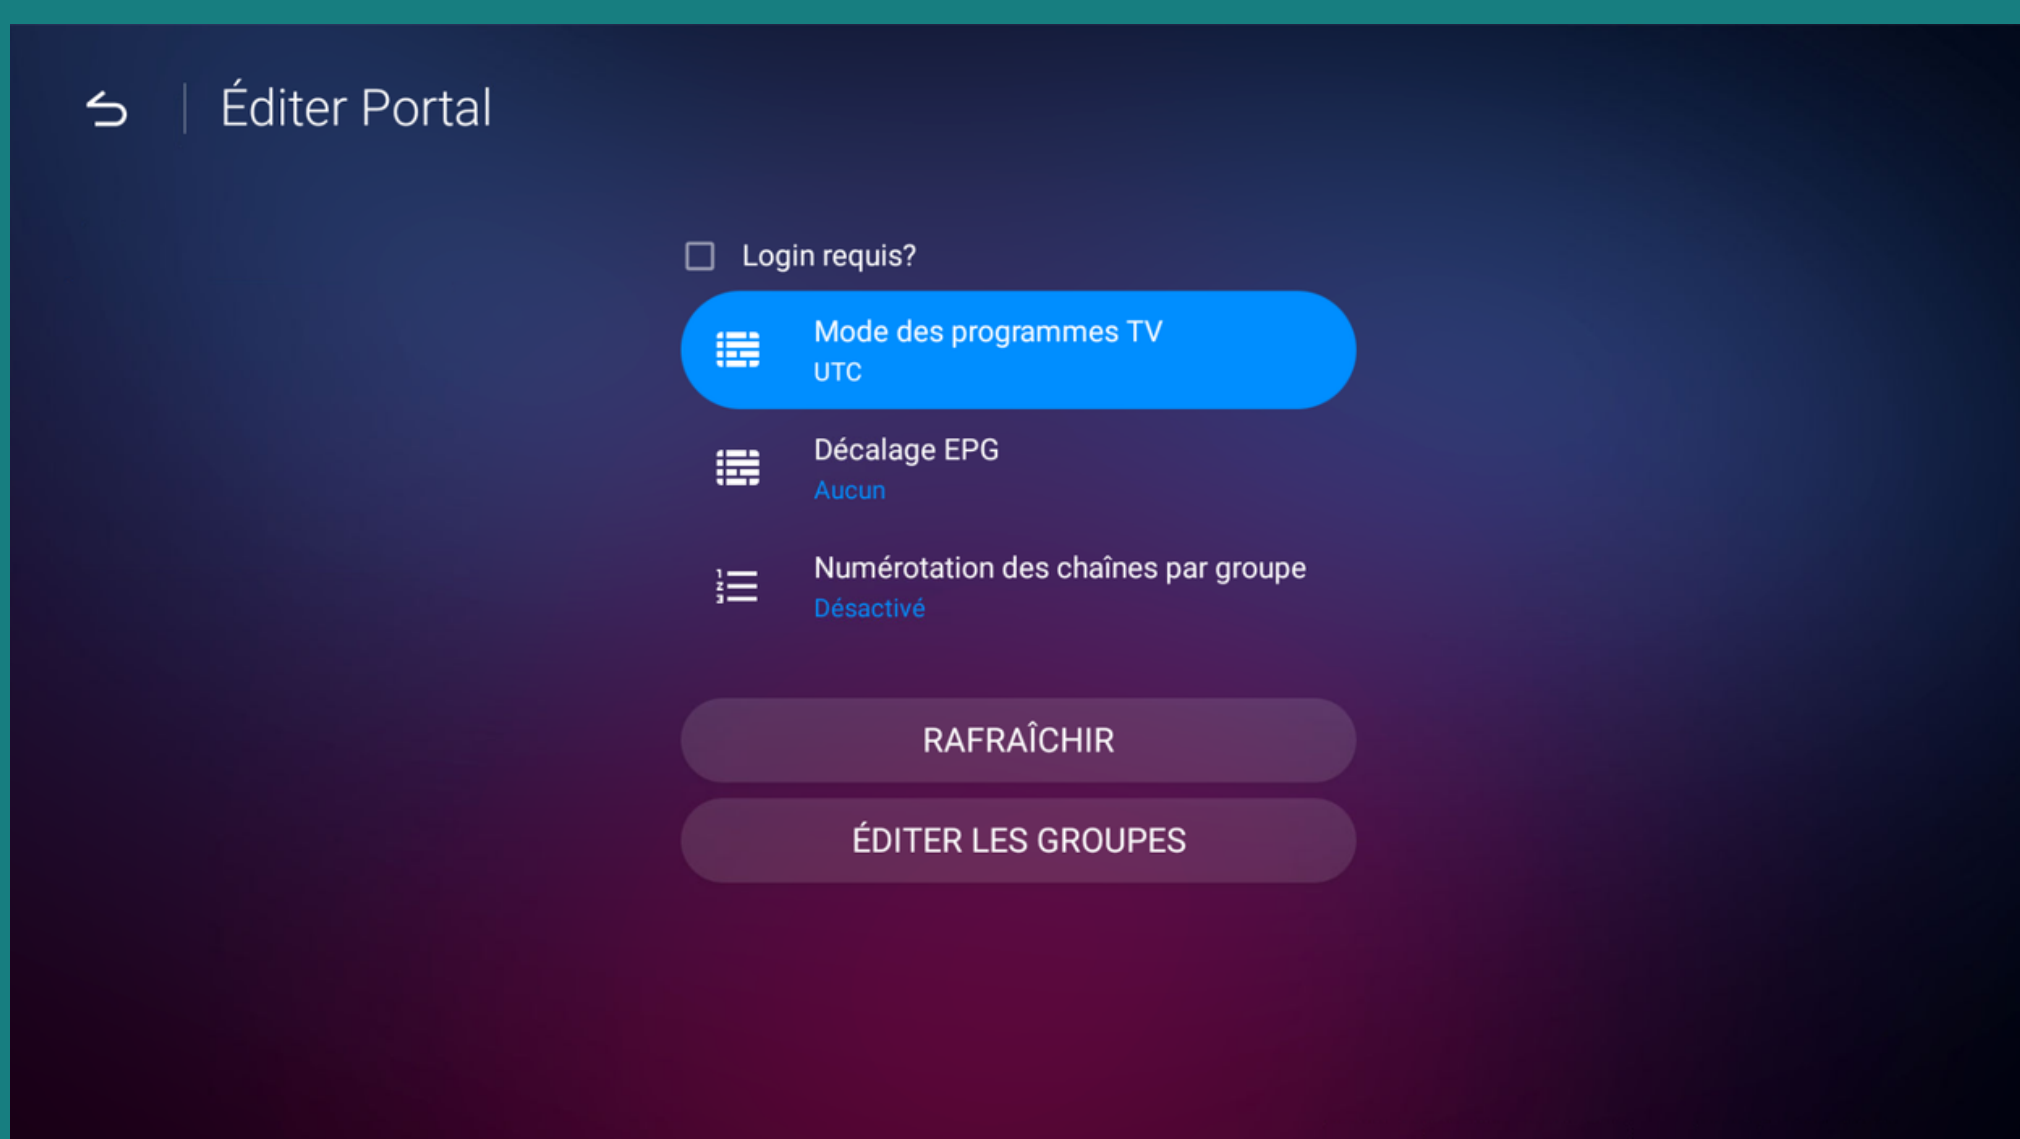 Éditer Portal
Login requis?
Mode des programmes TV
UTC
Décalage EPG
Aucun
Numérotation des chaînes par groupe
Désactivé
RAFRAÎCHIR
ÉDITER LES GROUPES